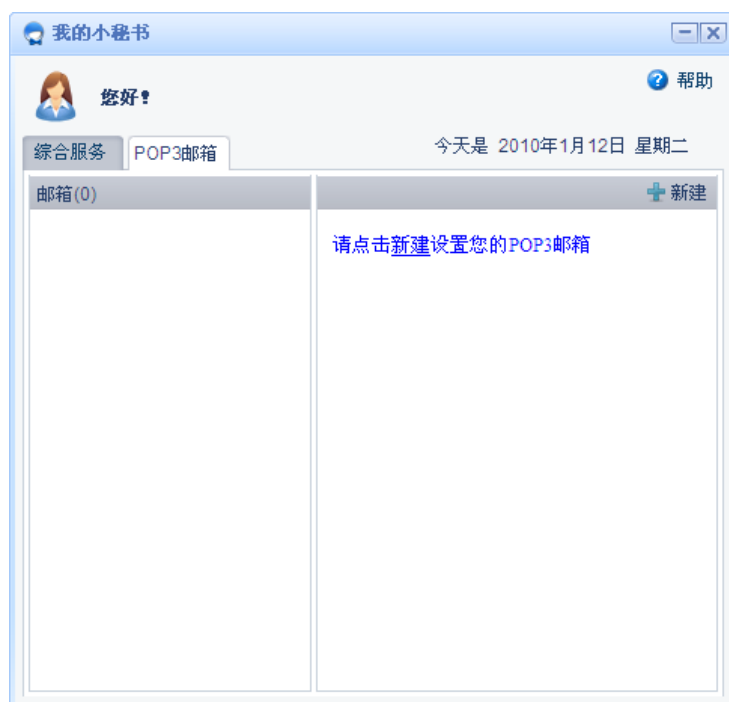 我的小秘书
您好！
帮助
综合服务 POP3邮箱
今天是 2010年1月12日 星期二
邮箱(0)
新建
请点击新建设置您的POP3邮箱